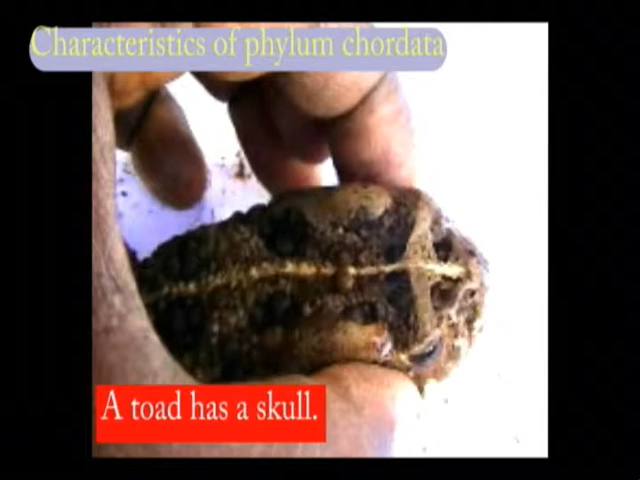 Characteristics of phylum chordata
A toad has a skull.